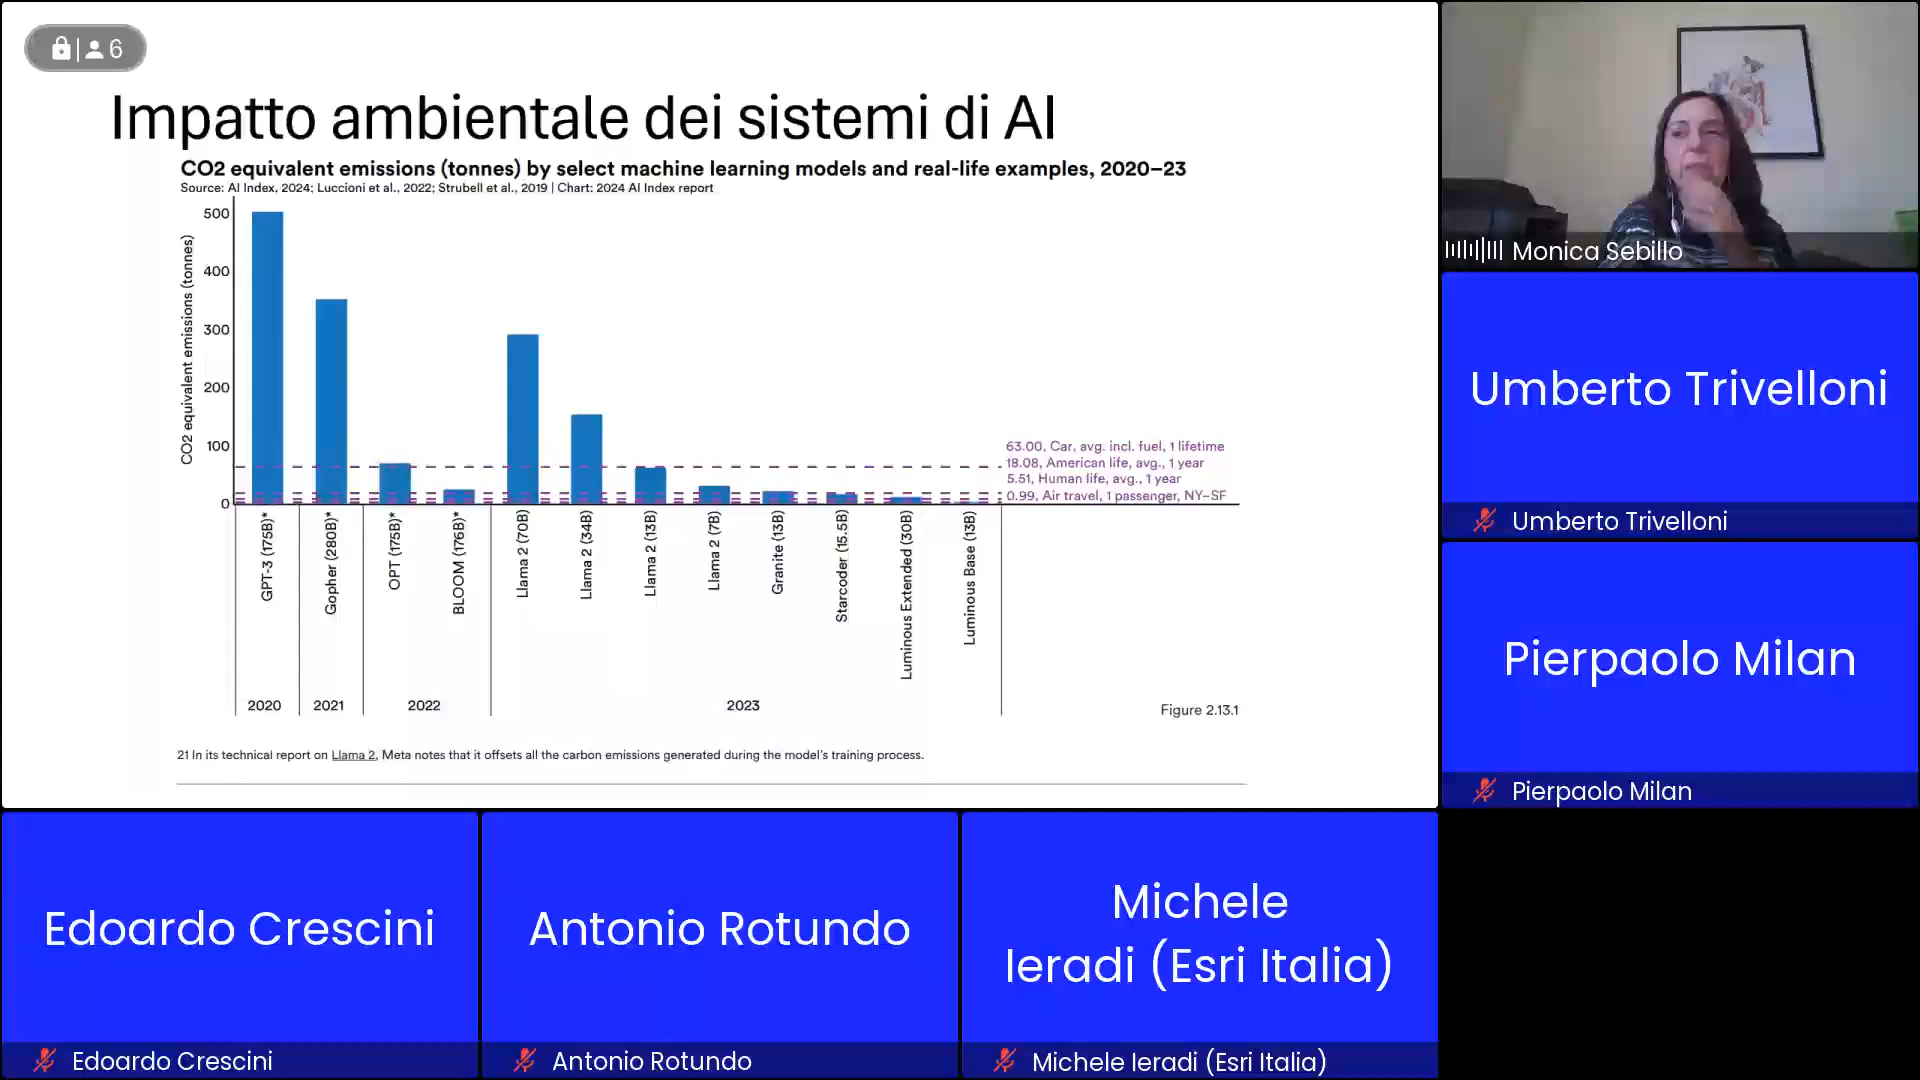 6
Impatto ambientale dei sistemi di AI
CO2 equivalent emissions (tonnes) by select machine learning models and real-life examples, 2020–23
Source: AI Index, 2024; Luccioni et al., 2022; Strubell et al., 2019 | Chart: 2024 AI Index report
CO2 equivalent emissions (tonnes)
500
400
300
200
100
0
63.00, Car, avg. incl. fuel, 1 lifetime
18.08, American life, avg., 1 year
5.51, Human life, avg., 1 year
0.99, Air travel, 1 passenger, NY–SF
GPT-3 (175B)*
Gopher (280B)*
OPT (175B)*
BLOOM (176B)*
Llama 2 (70B)
Llama 2 (34B)
Llama 2 (13B)
Llama 2 (7B)
Granite (13B)
Starcoder (15.5B)
Luminous Extended (30B)
Luminous Base (13B)
2020
2021
2022
2023
Figure 2.13.1
21 In its technical report on Llama 2, Meta notes that it offsets all the carbon emissions generated during the model's training process.
Monica Sebillo
Umberto Trivelloni
Umberto Trivelloni
Pierpaolo Milan
Pierpaolo Milan
Edoardo Crescini
Edoardo Crescini
Antonio Rotundo
Antonio Rotundo
Michele
Ieradi (Esri Italia)
Michele Ieradi (Esri Italia)